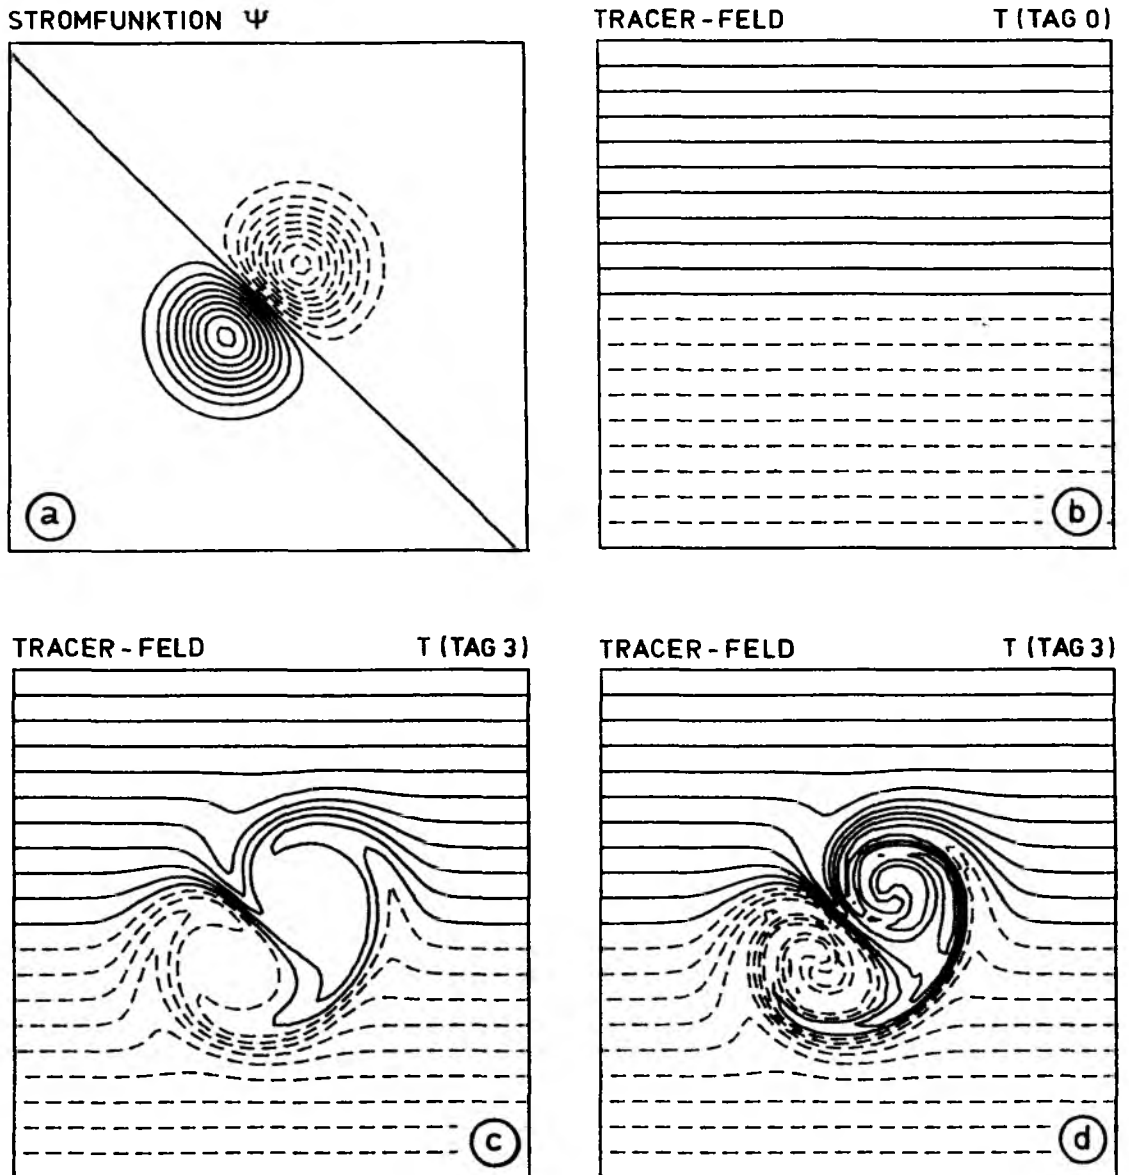 STROMFUNKTION Ψ
TRACER-FELD T (TAG 0)
a
b
TRACER-FELD T (TAG 3)
TRACER-FELD T (TAG 3)
c
d